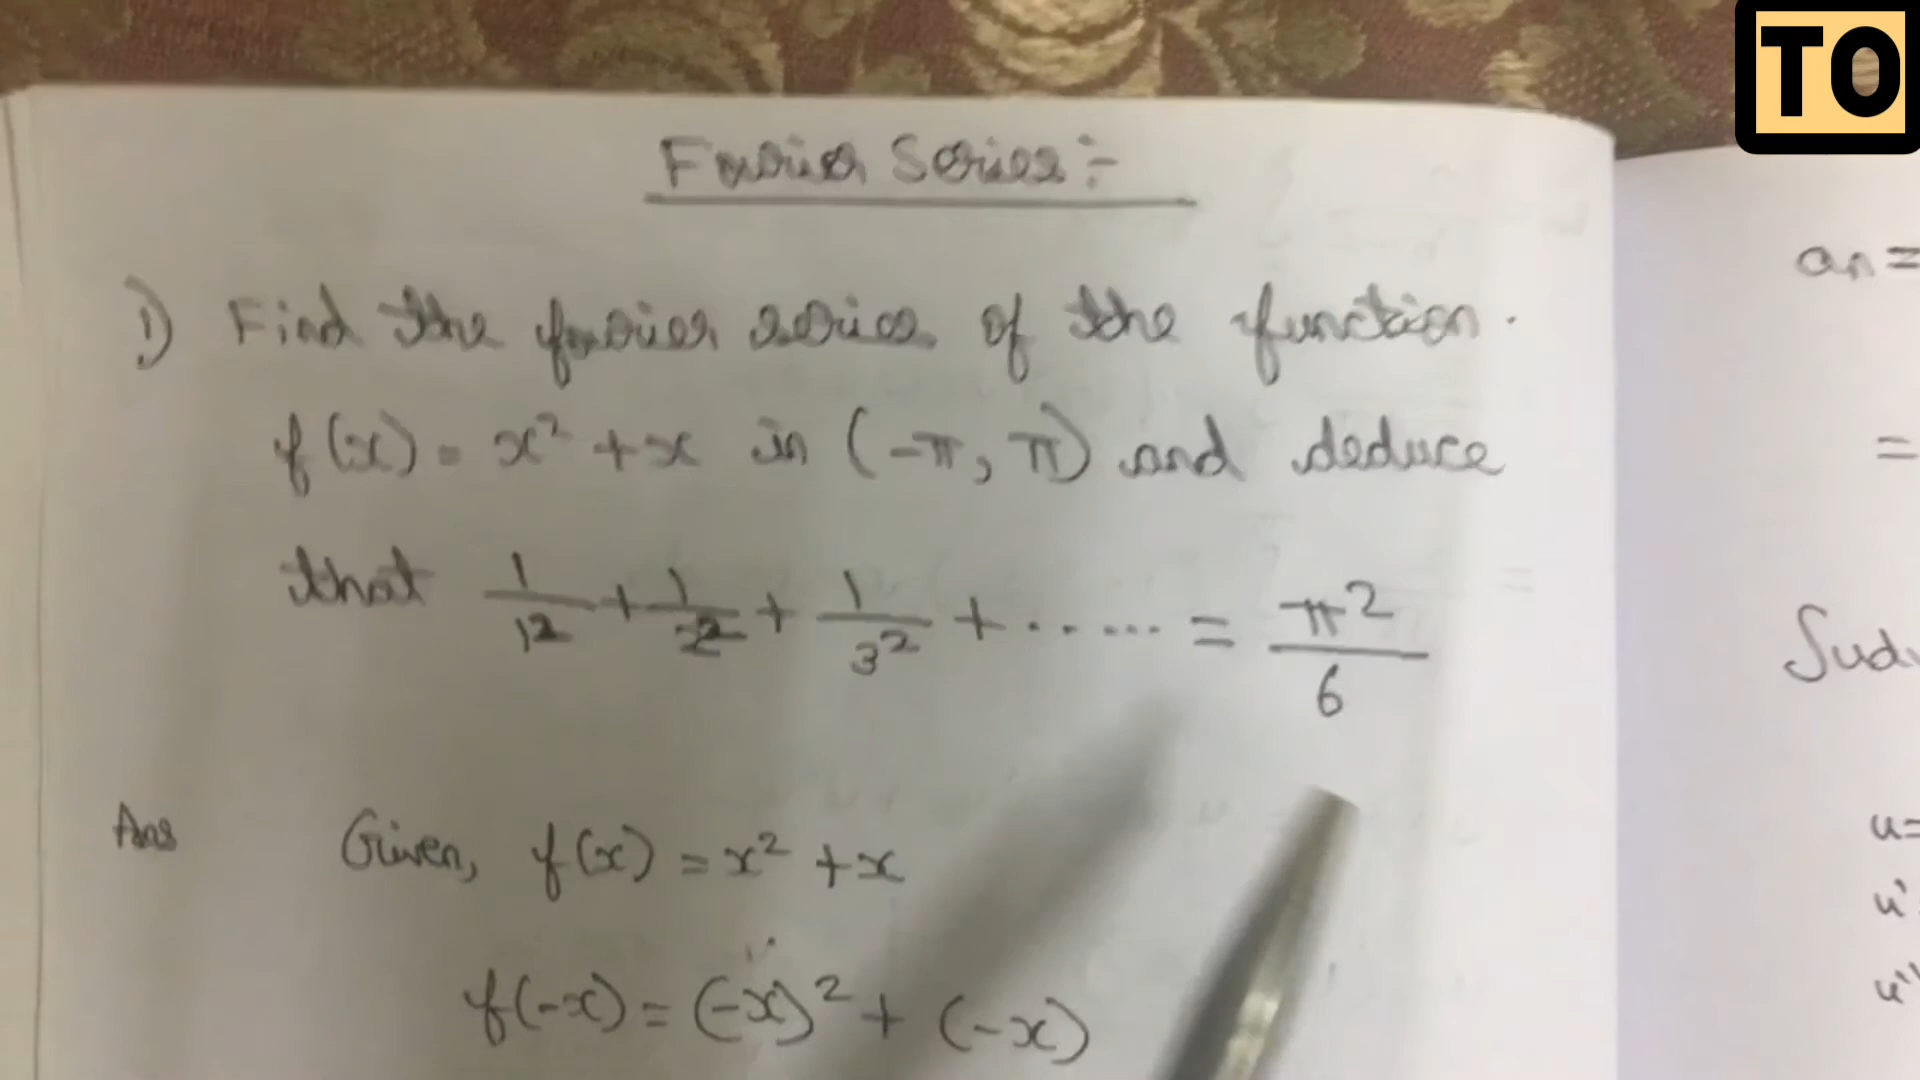 TO
Fourier Series :-
1) Find the fourier series of the function.
f(x) = x² + x in (-π, π) and deduce
that 1/1² + 1/2² + 1/3² + ...... = π²/6
Ans Given, f(x) = x² + x
f(-x) = (-x)² + (-x)
an =
=
∫udv
u=
u'
u''